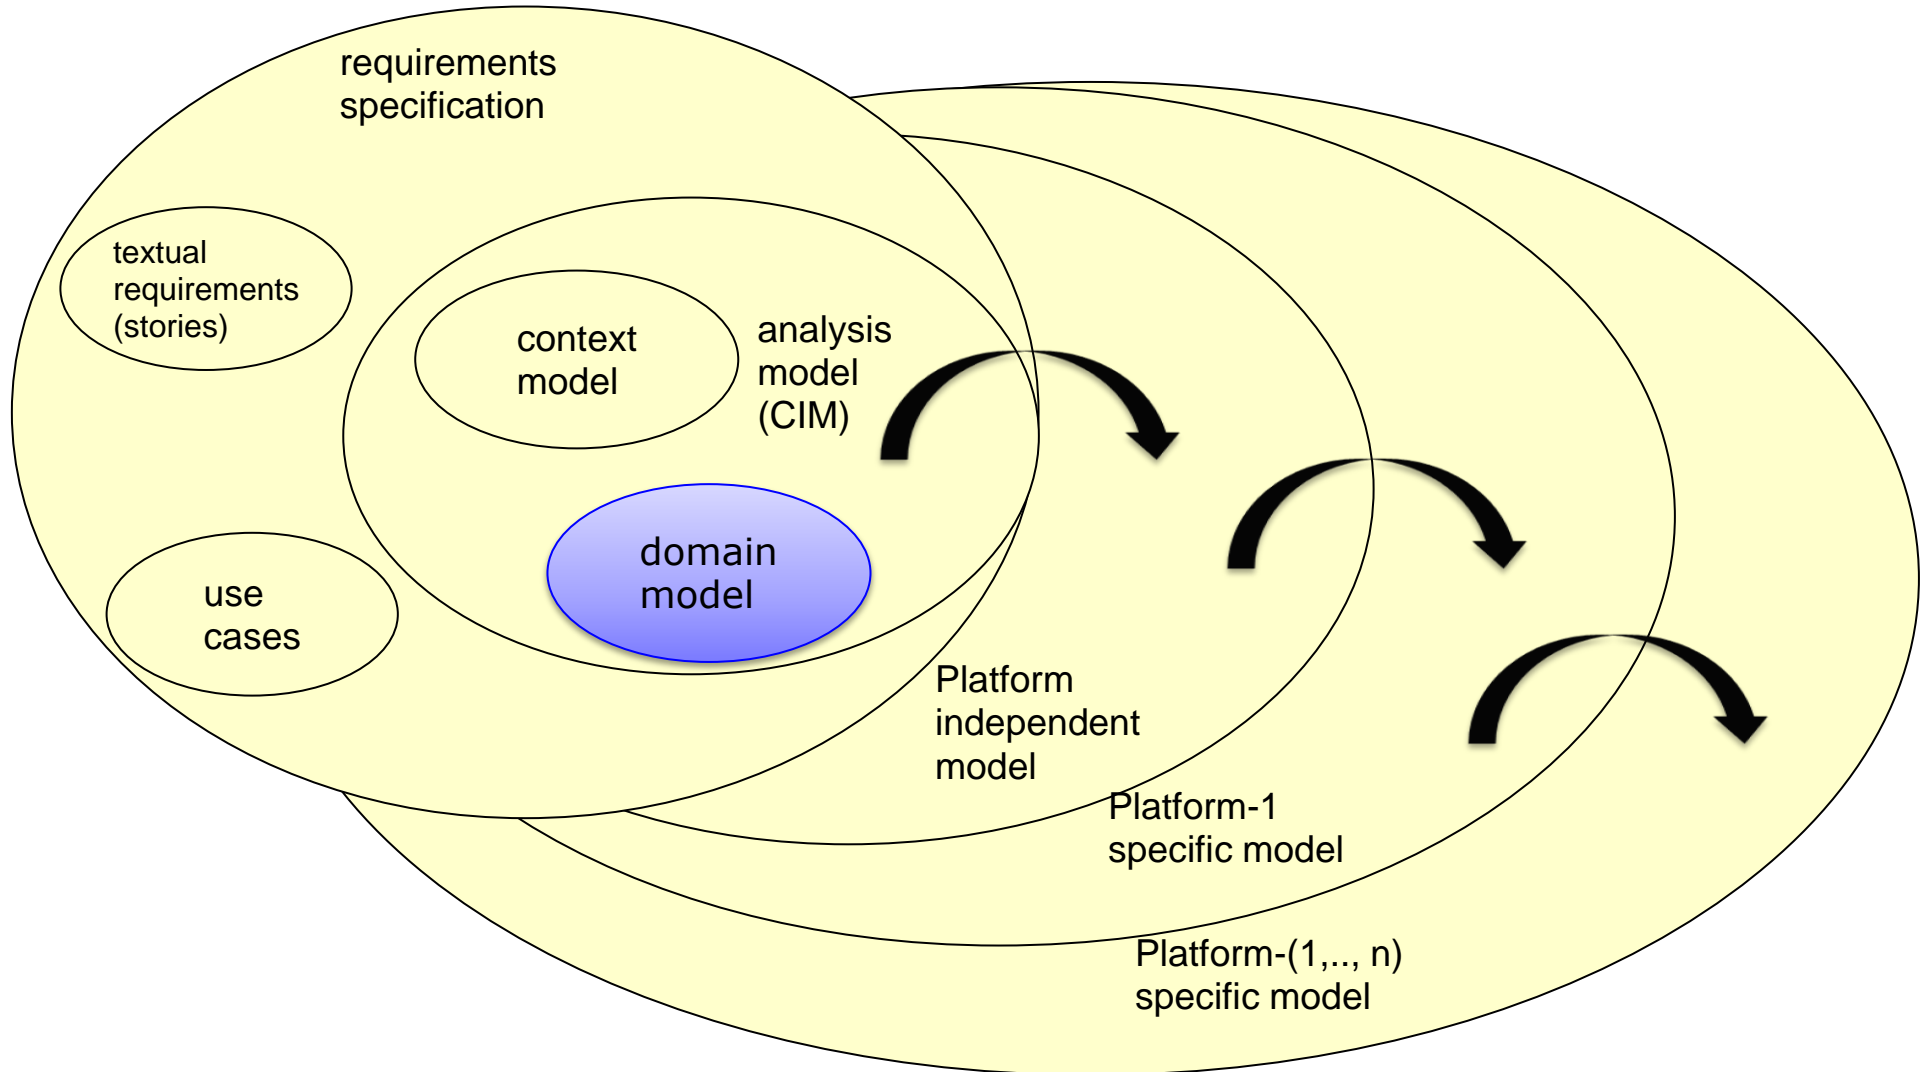 requirements
specification
textual
requirements
(stories)
context
model
analysis
model
(CIM)
domain
model
use
cases
Platform
independent
model
Platform-1
specific model
Platform-(1,.., n)
specific model